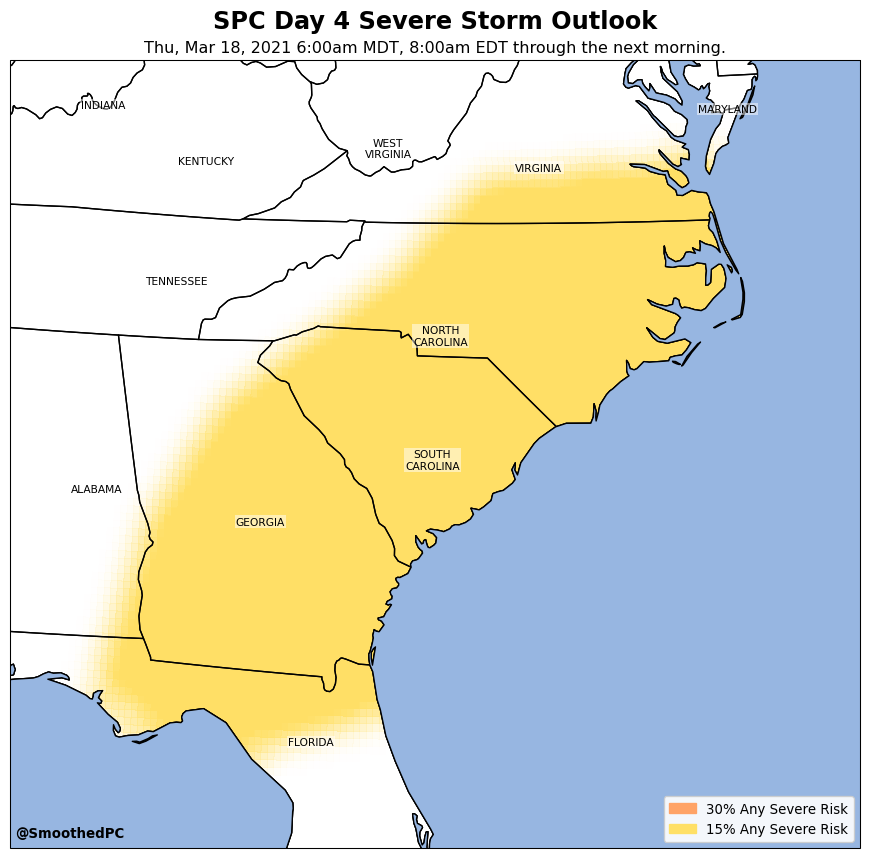 SPC Day 4 Severe Storm Outlook
Thu, Mar 18, 2021 6:00am MDT, 8:00am EDT through the next morning.
INDIANA
MARYLAND
KENTUCKY
WEST
VIRGINIA
VIRGINIA
TENNESSEE
NORTH
CAROLINA
SOUTH
CAROLINA
ALABAMA
GEORGIA
FLORIDA
30% Any Severe Risk
15% Any Severe Risk
@SmoothedPC